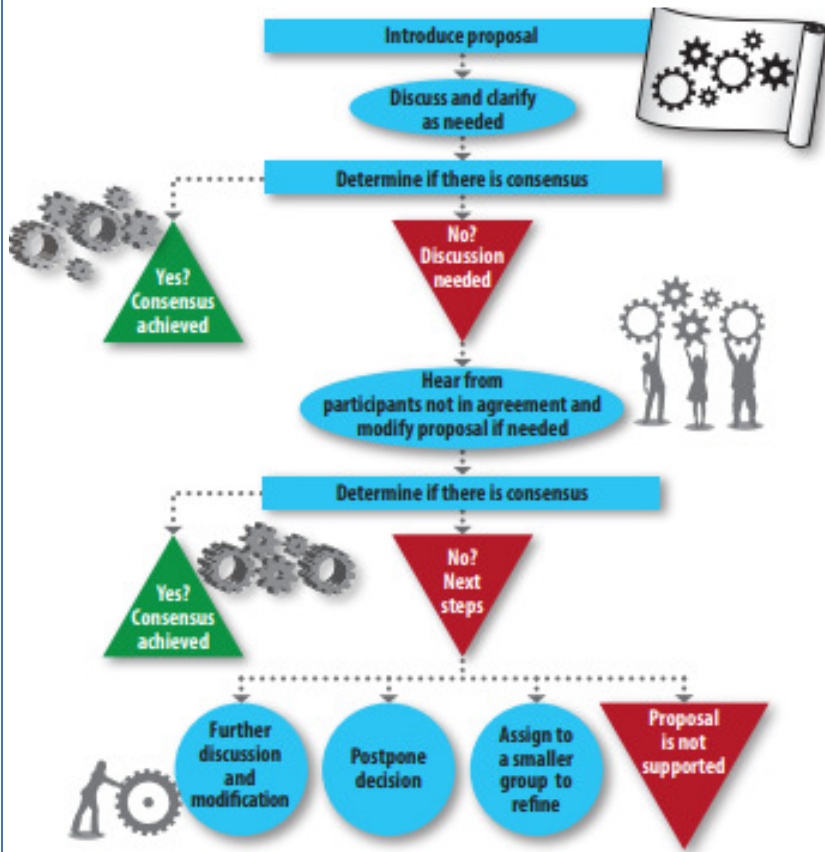 Introduce proposal
Discuss and clarify
as needed
Determine if there is consensus
Yes?
Consensus
achieved
No?
Discussion
needed
Hear from
participants not in agreement and
modify proposal if needed
Determine if there is consensus
Yes?
Consensus
achieved
No?
Next
steps
Further
discussion
and
modification
Postpone
decision
Assign to
a smaller
group to
refine
Proposal
is not
supported